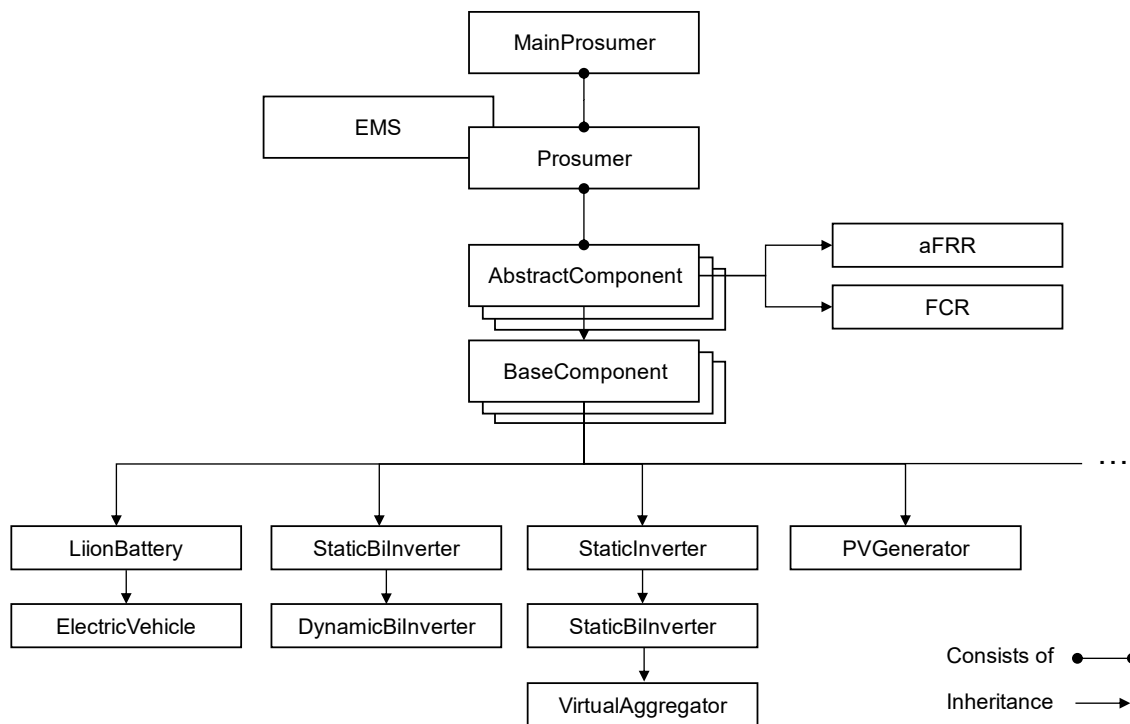 MainProsumer
EMS
Prosumer
AbstractComponent
aFRR
FCR
BaseComponent
...
LiionBattery
StaticBiInverter
StaticInverter
PVGenerator
ElectricVehicle
DynamicBiInverter
StaticBiInverter
VirtualAggregator
Consists of
Inheritance